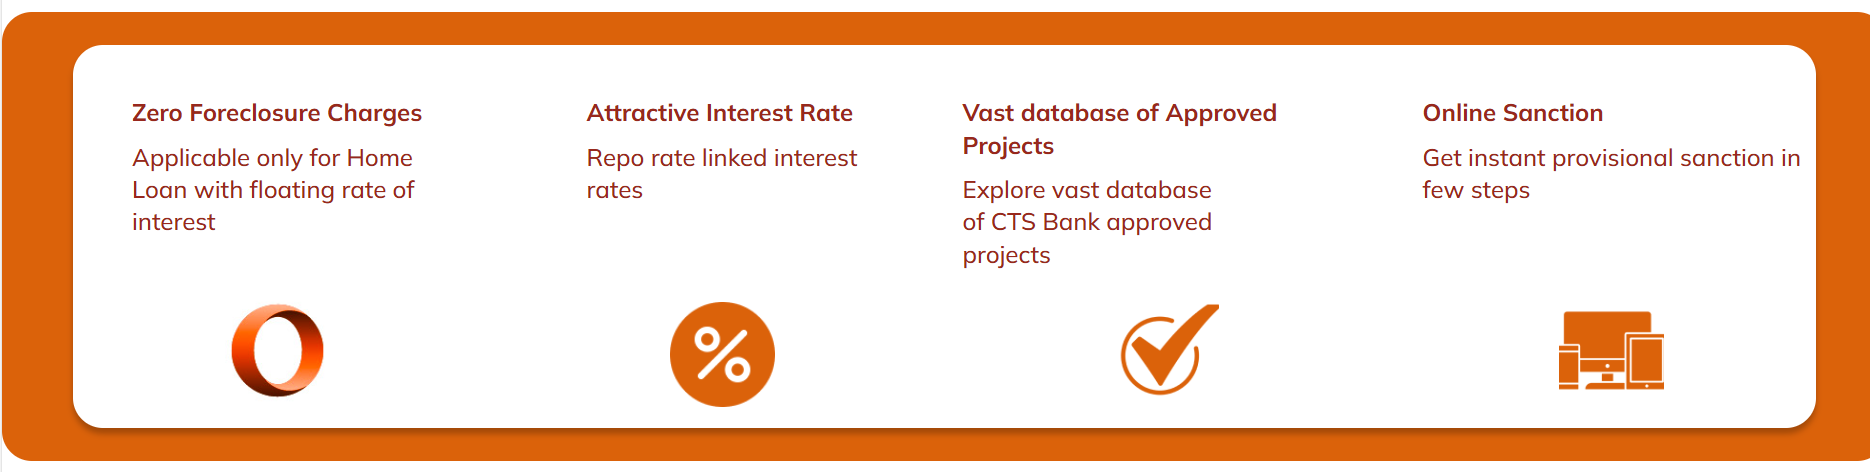 Zero Foreclosure Charges
Applicable only for Home
Loan with floating rate of
interest
Attractive Interest Rate
Repo rate linked interest
rates
Vast database of Approved
Projects
Explore vast database
of CTS Bank approved
projects
Online Sanction
Get instant provisional sanction in
few steps